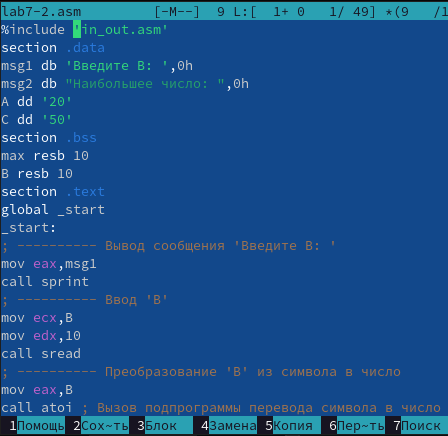 lab7-2.asm [-M--] 9 L:[ 1+ 0 1/ 49] *(9 /1
%include 'in_out.asm'
section .data
msg1 db 'Введите B: ',0h
msg2 db "Наибольшее число: ",0h
A dd '20'
C dd '50'
section .bss
max resb 10
B resb 10
section .text
global _start
_start:
; ---------- Вывод сообщения 'Введите B: '
mov eax,msg1
call sprint
; ---------- Ввод 'B'
mov ecx,B
mov edx,10
call sread
; ---------- Преобразование 'B' из символа в число
mov eax,B
call atoi ; Вызов подпрограммы перевода символа в число
1Помощь 2Сох~ть 3Блок 4Замена 5Копия 6Пер~ть 7Поиск